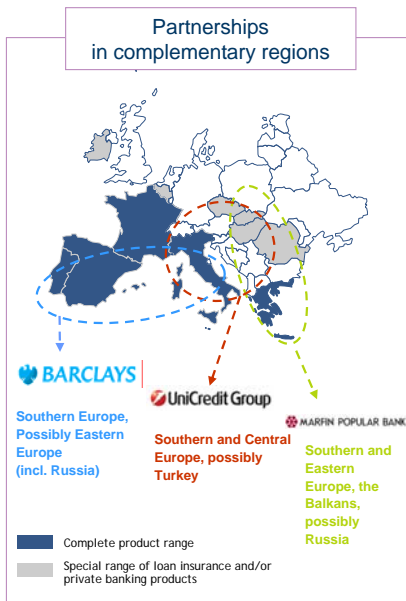 Partnerships
in complementary regions
BARCLAYS
Southern Europe,
Possibly Eastern
Europe
(incl. Russia)
UniCredit Group
Southern and Central
Europe, possibly
Turkey
MARFIN POPULAR BANK
Southern and
Eastern
Europe, the
Balkans,
possibly
Russia
Complete product range
Special range of loan insurance and/or
private banking products